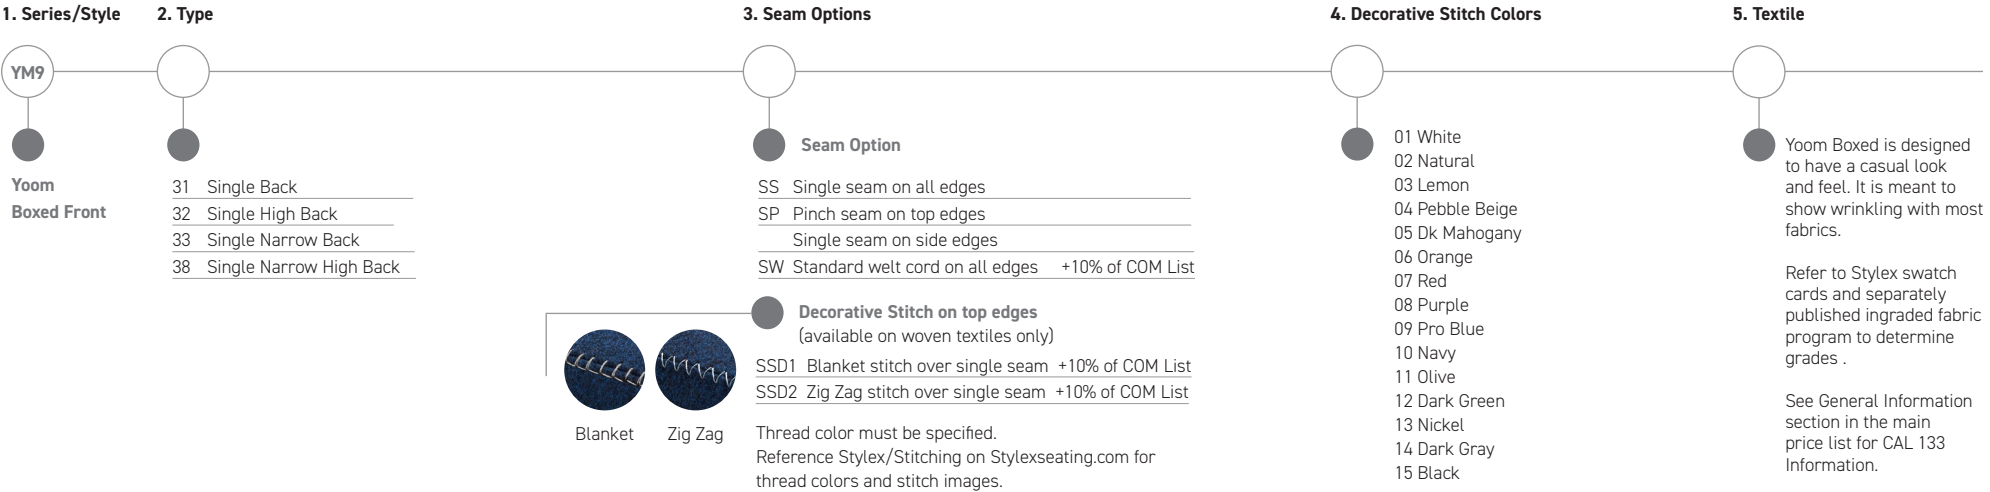 1. Series/Style
YM9
Yoom
Boxed Front
2. Type
31 Single Back
32 Single High Back
33 Single Narrow Back
38 Single Narrow High Back
3. Seam Options
Seam Option
SS Single seam on all edges
SP Pinch seam on top edges
Single seam on side edges
SW Standard welt cord on all edges +10% of COM List
Decorative Stitch on top edges
(available on woven textiles only)
SSD1 Blanket stitch over single seam +10% of COM List
SSD2 Zig Zag stitch over single seam +10% of COM List
Blanket Zig Zag
Thread color must be specified.
Reference Stylex/Stitching on Stylexseating.com for
thread colors and stitch images.
4. Decorative Stitch Colors
01 White
02 Natural
03 Lemon
04 Pebble Beige
05 Dk Mahogany
06 Orange
07 Red
08 Purple
09 Pro Blue
10 Navy
11 Olive
12 Dark Green
13 Nickel
14 Dark Gray
15 Black
5. Textile
Yoom Boxed is designed
to have a casual look
and feel. It is meant to
show wrinkling with most
fabrics.
Refer to Stylex swatch
cards and separately
published ingraded fabric
program to determine
grades .
See General Information
section in the main
price list for CAL 133
Information.